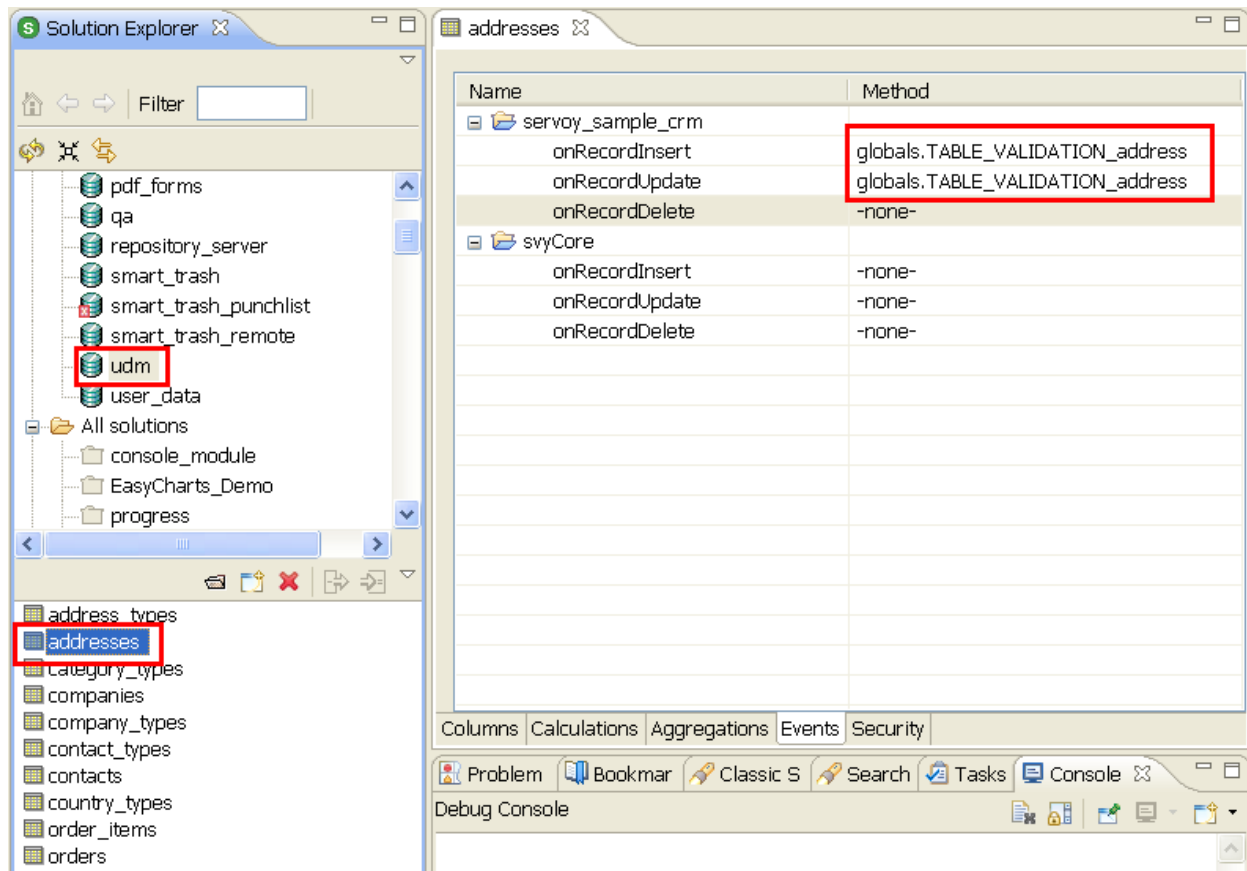 Solution Explorer
Filter
pdf_forms
qa
repository_server
smart_trash
smart_trash_punchlist
smart_trash_remote
udm
user_data
All solutions
console_module
EasyCharts_Demo
progress
address_types
addresses
category_types
companies
company_types
contact_types
contacts
country_types
order_items
orders
addresses
Name Method
servoy_sample_crm
onRecordInsert globals.TABLE_VALIDATION_address
onRecordUpdate globals.TABLE_VALIDATION_address
onRecordDelete -none-
svyCore
onRecordInsert -none-
onRecordUpdate -none-
onRecordDelete -none-
Columns Calculations Aggregations Events Security
Problem Bookmar Classic S Search Tasks Console
Debug Console